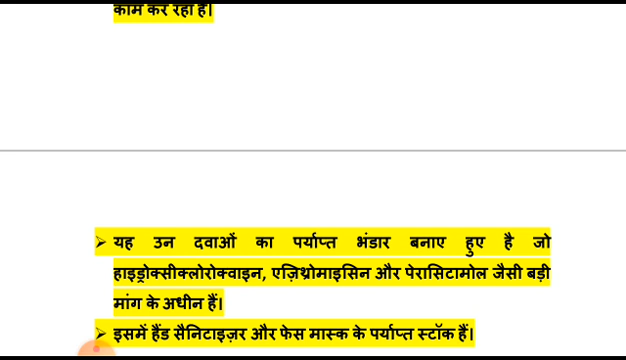 काम कर रहा है।
➢ यह उन दवाओं का पर्याप्त भंडार बनाए हुए है जो
हाइड्रोक्सीक्लोरोक्वाइन, एज़िथ्रोमाइसिन और पेरासिटामोल जैसी बड़ी
मांग के अधीन हैं।
➢ इसमें हैंड सैनिटाइज़र और फेस मास्क के पर्याप्त स्टॉक हैं।